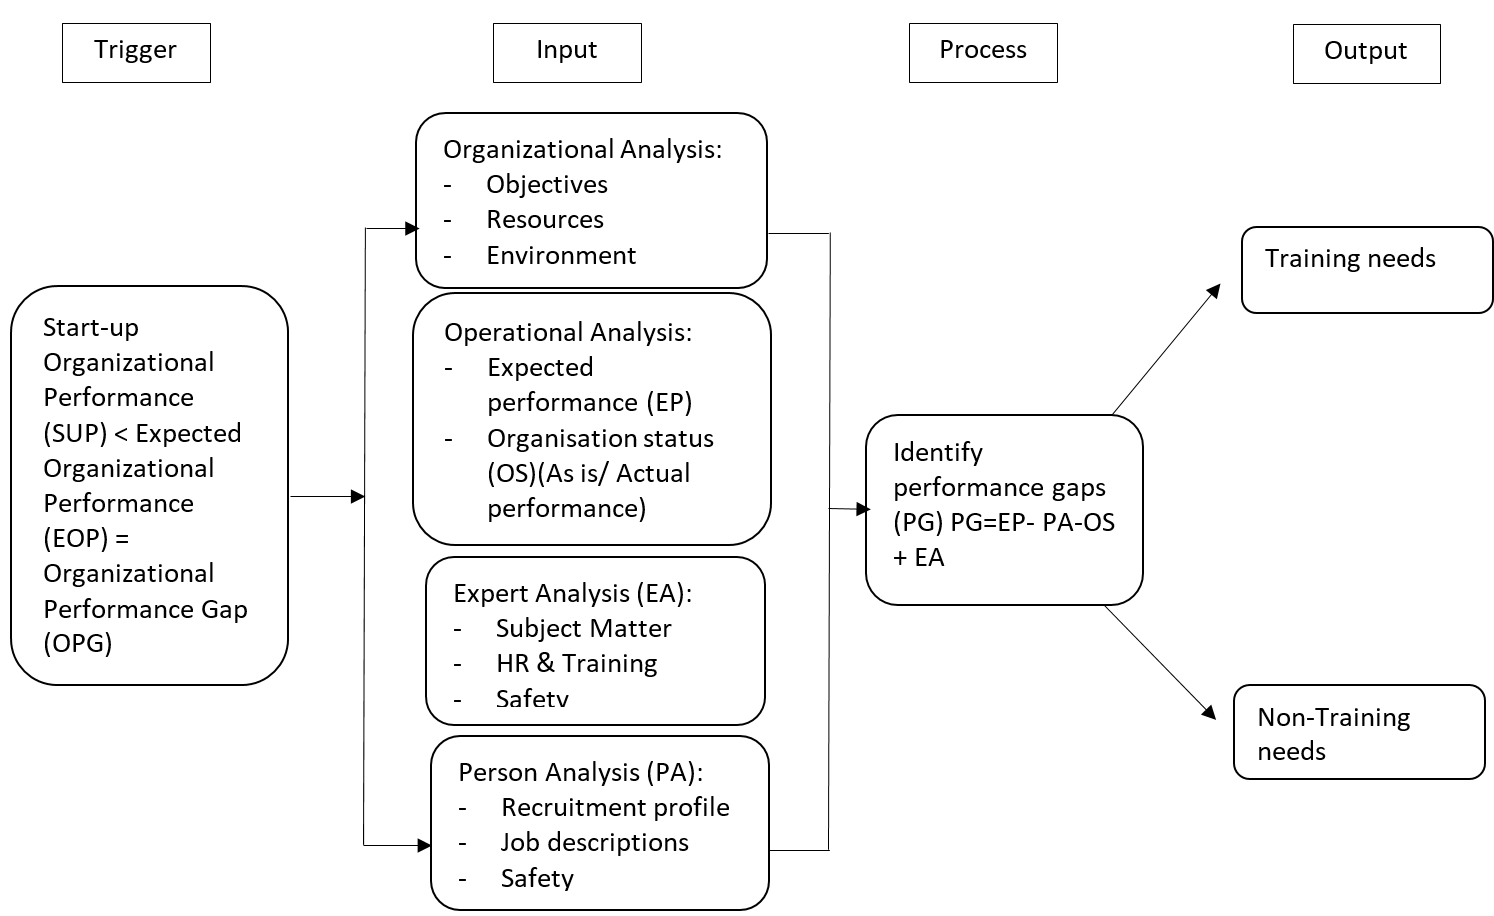 Trigger
Input
Process
Output
Start-up
Organizational
Performance
(SUP) < Expected
Organizational
Performance
(EOP) =
Organizational
Performance Gap
(OPG)
Organizational Analysis:
- Objectives
- Resources
- Environment
Operational Analysis:
- Expected
performance (EP)
- Organisation status
(OS)(As is/ Actual
performance)
Expert Analysis (EA):
- Subject Matter
- HR & Training
- Safety
Person Analysis (PA):
- Recruitment profile
- Job descriptions
- Safety
Identify
performance gaps
(PG) PG=EP- PA-OS
+ EA
Training needs
Non-Training
needs